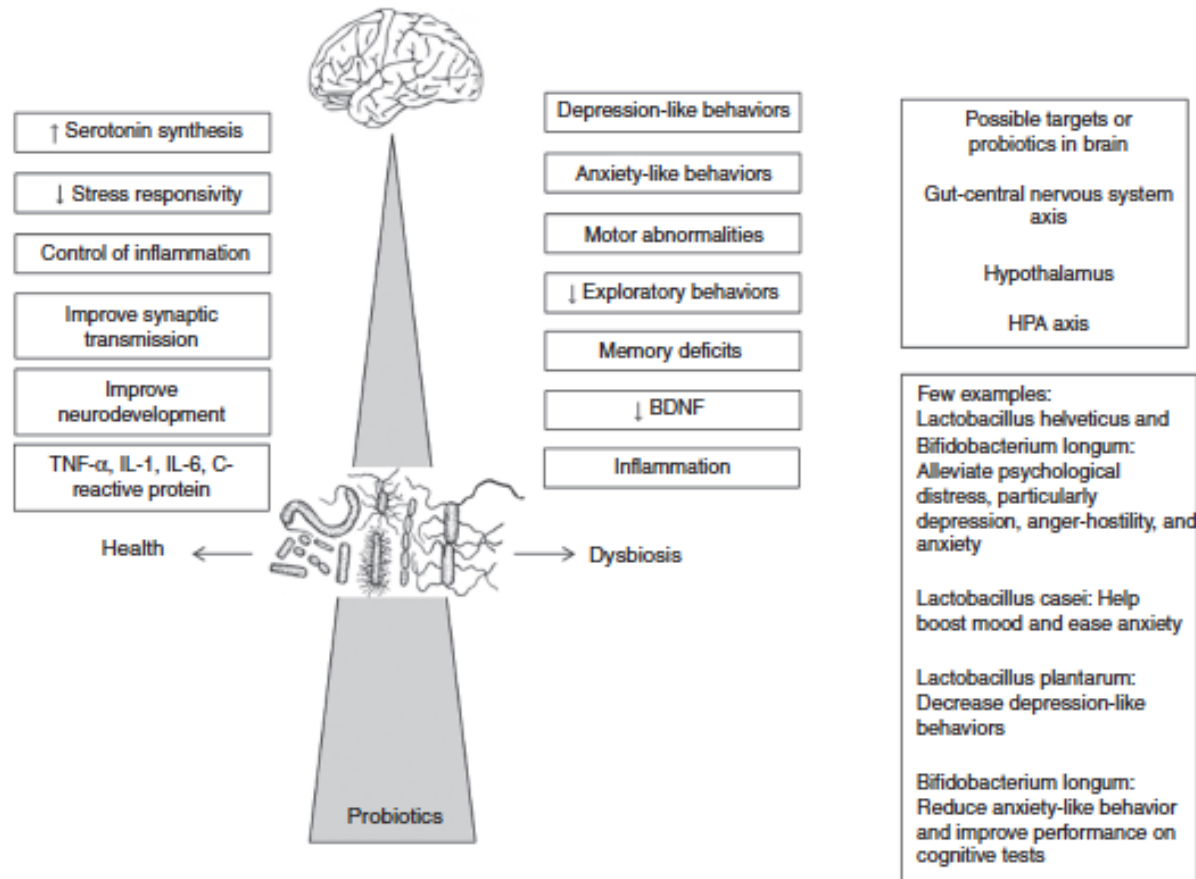 ↑ Serotonin synthesis
↓ Stress responsivity
Control of inflammation
Improve synaptic
transmission
Improve
neurodevelopment
TNF-α, IL-1, IL-6, C-
reactive protein
Health
Depression-like behaviors
Anxiety-like behaviors
Motor abnormalities
↓ Exploratory behaviors
Memory deficits
↓ BDNF
Inflammation
Dysbiosis
Probiotics
Possible targets or
probiotics in brain
Gut-central nervous system
axis
Hypothalamus
HPA axis
Few examples:
Lactobacillus helveticus and
Bifidobacterium longum:
Alleviate psychological
distress, particularly
depression, anger-hostility, and
anxiety
Lactobacillus casei: Help
boost mood and ease anxiety
Lactobacillus plantarum:
Decrease depression-like
behaviors
Bifidobacterium longum:
Reduce anxiety-like behavior
and improve performance on
cognitive tests